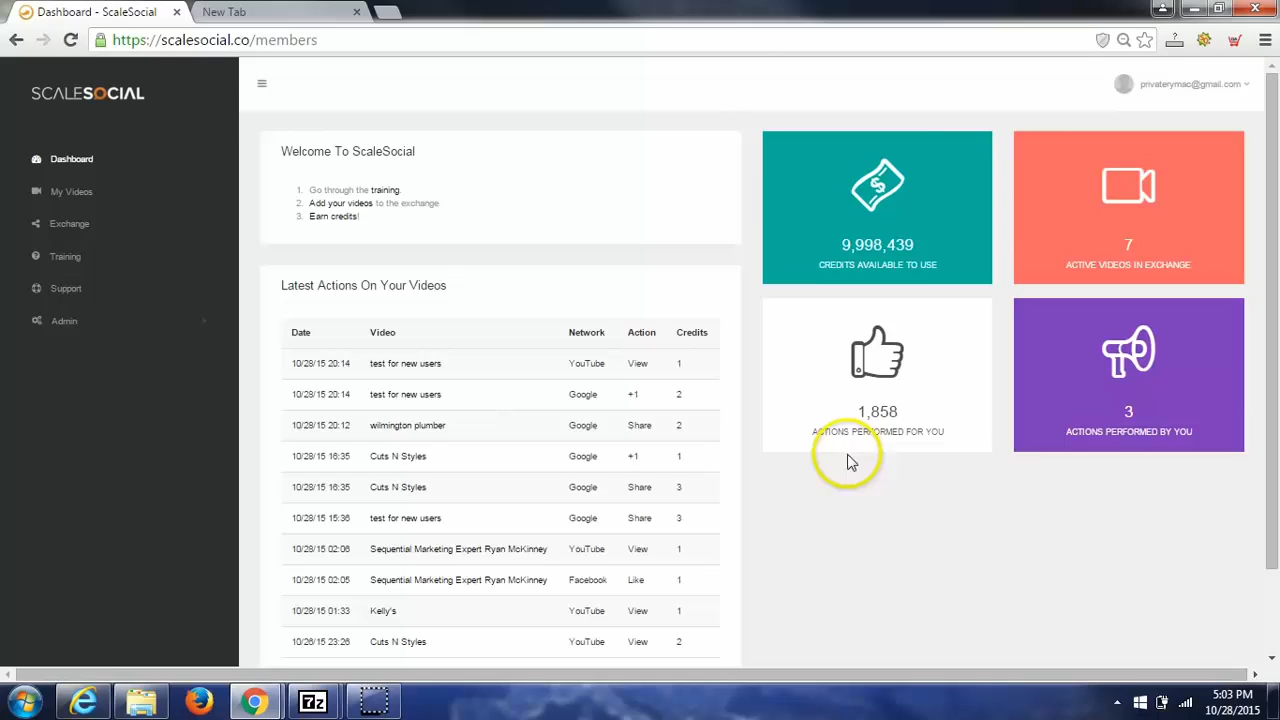 Dashboard - ScaleSocial
New Tab
https://scalesocial.co/members
SCALESOCIAL
privaterymac@gmail.com
Dashboard
My Videos
Exchange
Training
Support
Admin
Welcome To ScaleSocial
1. Go through the training.
2. Add your videos to the exchange
3. Earn credits!
9,998,439
CREDITS AVAILABLE TO USE
7
ACTIVE VIDEOS IN EXCHANGE
1,858
ACTIONS PERFORMED FOR YOU
3
ACTIONS PERFORMED BY YOU
Latest Actions On Your Videos
Date Video Network Action Credits
10/28/15 20:14 test for new users YouTube View 1
10/28/15 20:14 test for new users Google +1 2
10/28/15 20:12 wilmington plumber Google Share 2
10/28/15 16:35 Cuts N Styles Google +1 1
10/28/15 16:35 Cuts N Styles Google Share 3
10/28/15 15:36 test for new users Google Share 3
10/28/15 02:06 Sequential Marketing Expert Ryan McKinney YouTube View 1
10/28/15 02:05 Sequential Marketing Expert Ryan McKinney Facebook Like 1
10/28/15 01:33 Kelly's YouTube View 1
10/26/15 23:26 Cuts N Styles YouTube View 2
7z
5:03 PM
10/28/2015